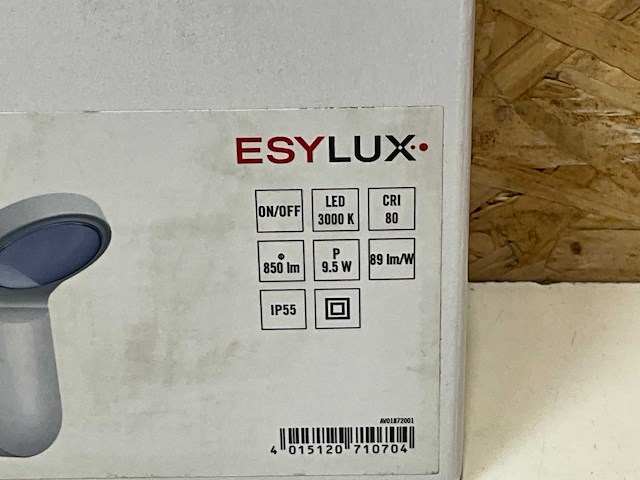 ESYLUX
ON/OFF
LED
3000 K
CRI
80
Φ
850 lm
P
9.5 W
89 lm/W
IP55
AV01872001
4 015120 710704